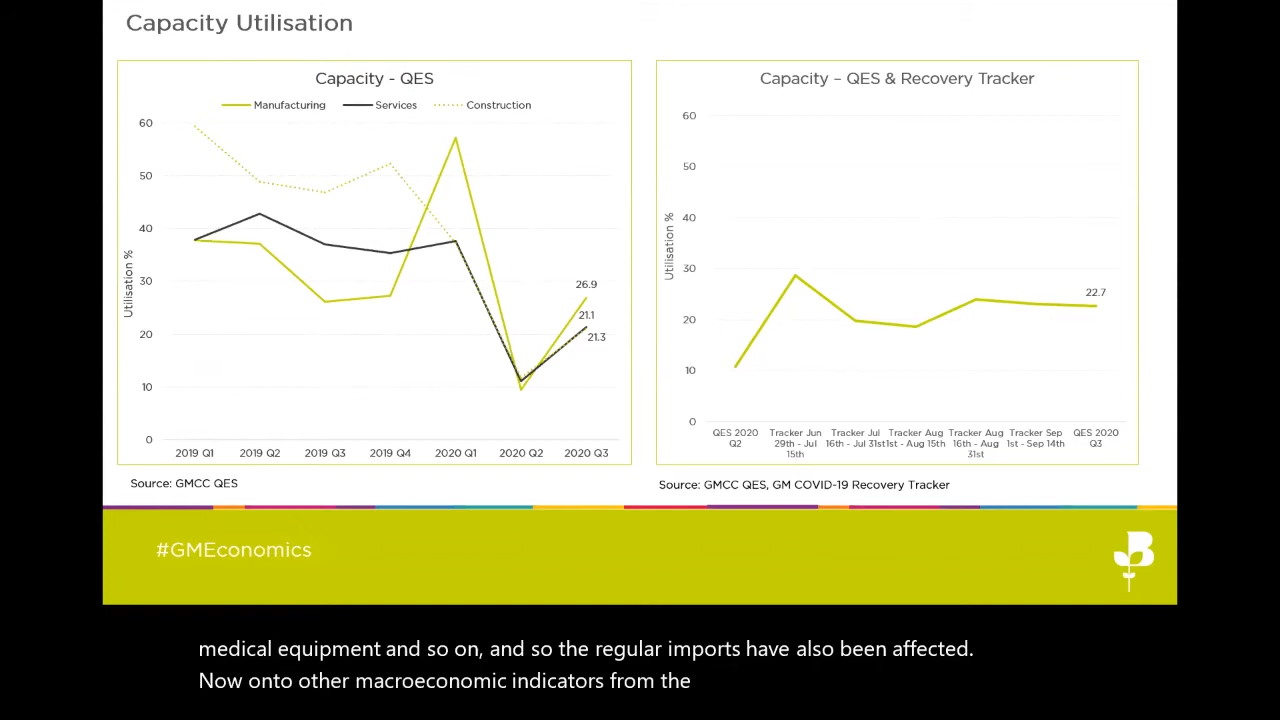 Capacity Utilisation
Capacity - QES
Manufacturing Services Construction
60
50
40
30
20
10
0
Utilisation %
26.9
21.1
21.3
2019 Q1 2019 Q2 2019 Q3 2019 Q4 2020 Q1 2020 Q2 2020 Q3
Source: GMCC QES
Capacity – QES & Recovery Tracker
60
50
40
30
20
10
0
Utilisation %
22.7
QES 2020 Tracker Jun Tracker Jul Tracker Aug Tracker Aug Tracker Sep QES 2020
Q2 29th - Jul 16th - Jul 31st 1st - Aug 15th 16th - Aug 1st - Sep 14th Q3
15th 31st
Source: GMCC QES, GM COVID-19 Recovery Tracker
#GMEconomics
medical equipment and so on, and so the regular imports have also been affected.
Now onto other macroeconomic indicators from the